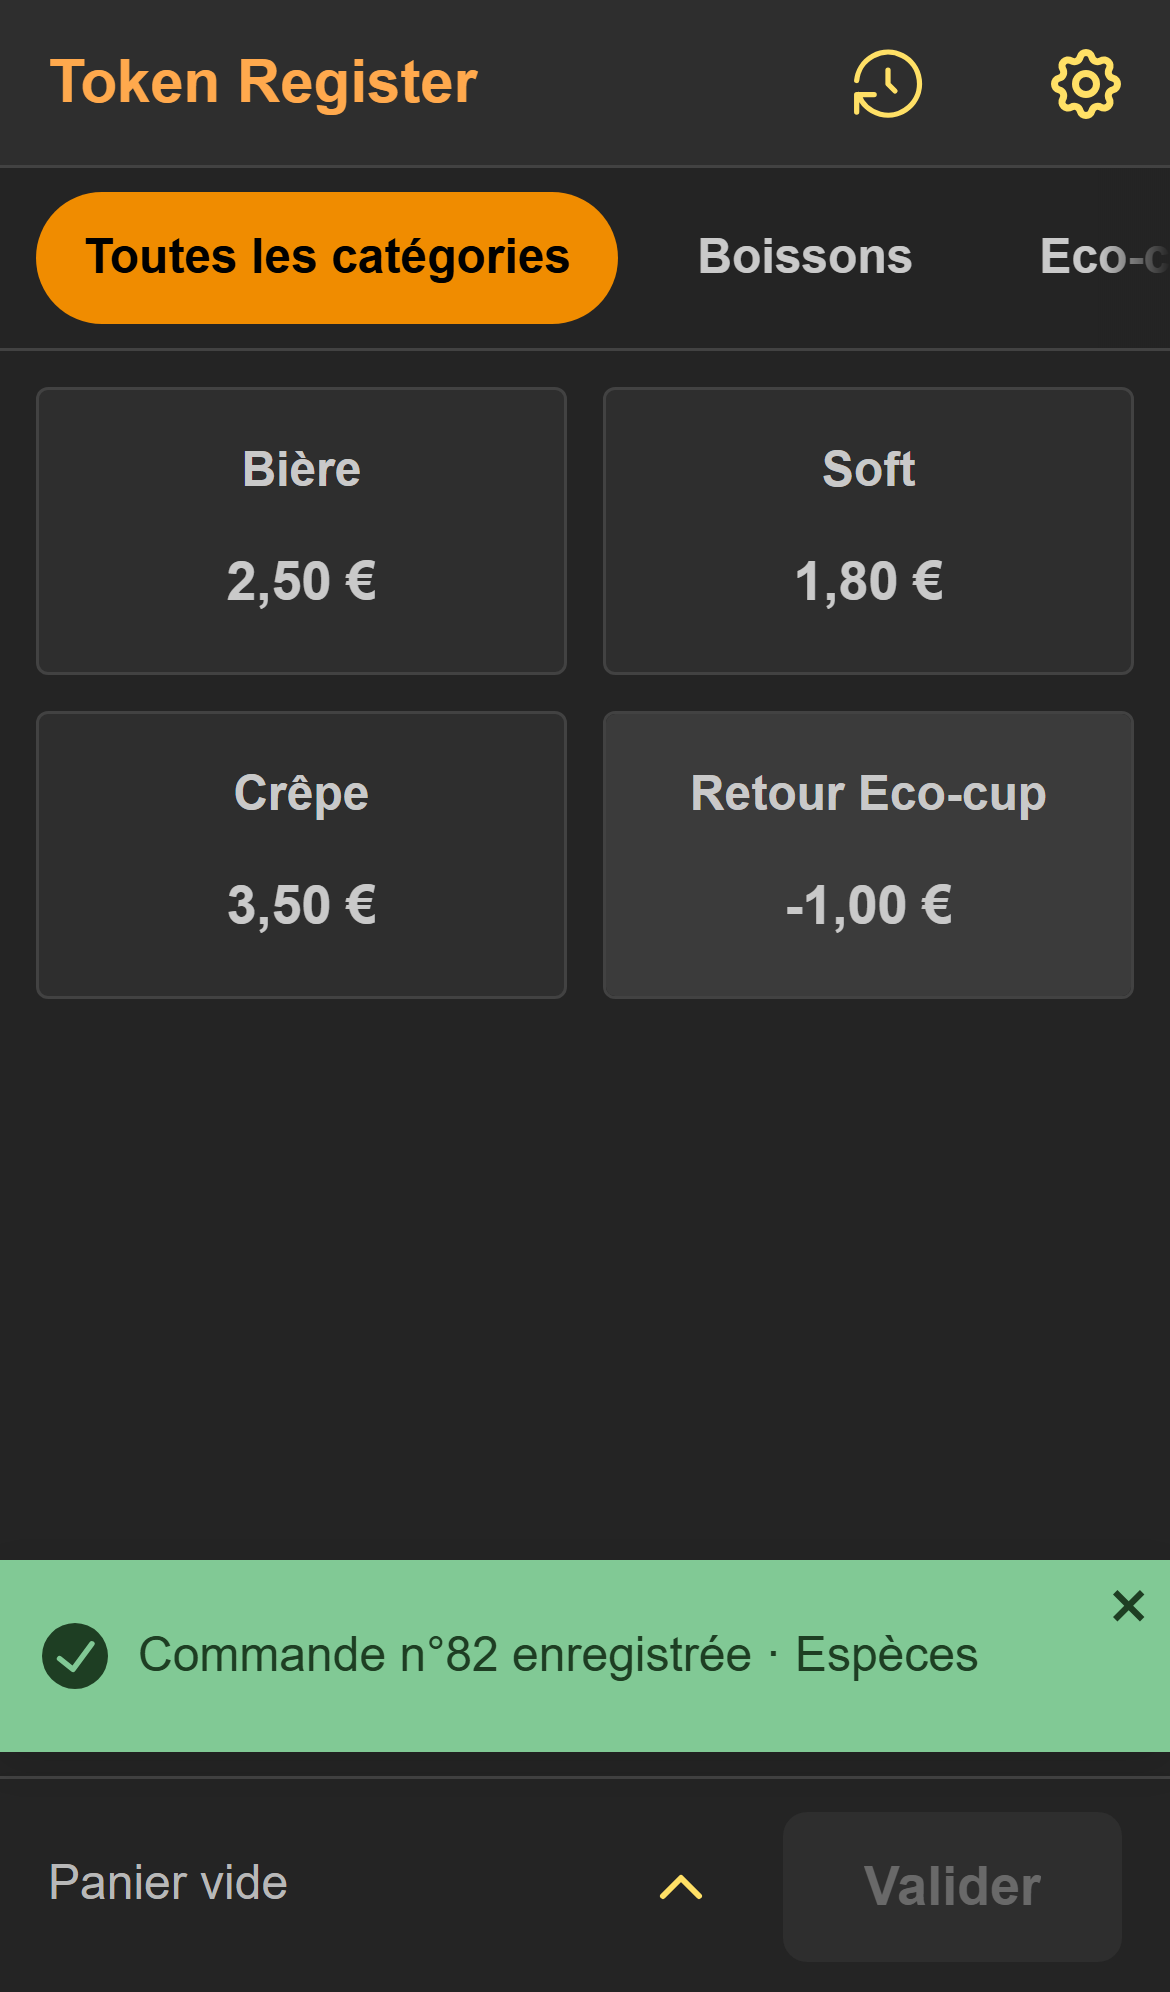 Token Register
Toutes les catégories
Boissons
Eco-c
Bière
2,50 €
Soft
1,80 €
Crêpe
3,50 €
Retour Eco-cup
-1,00 €
Commande n°82 enregistrée · Espèces
Panier vide
Valider